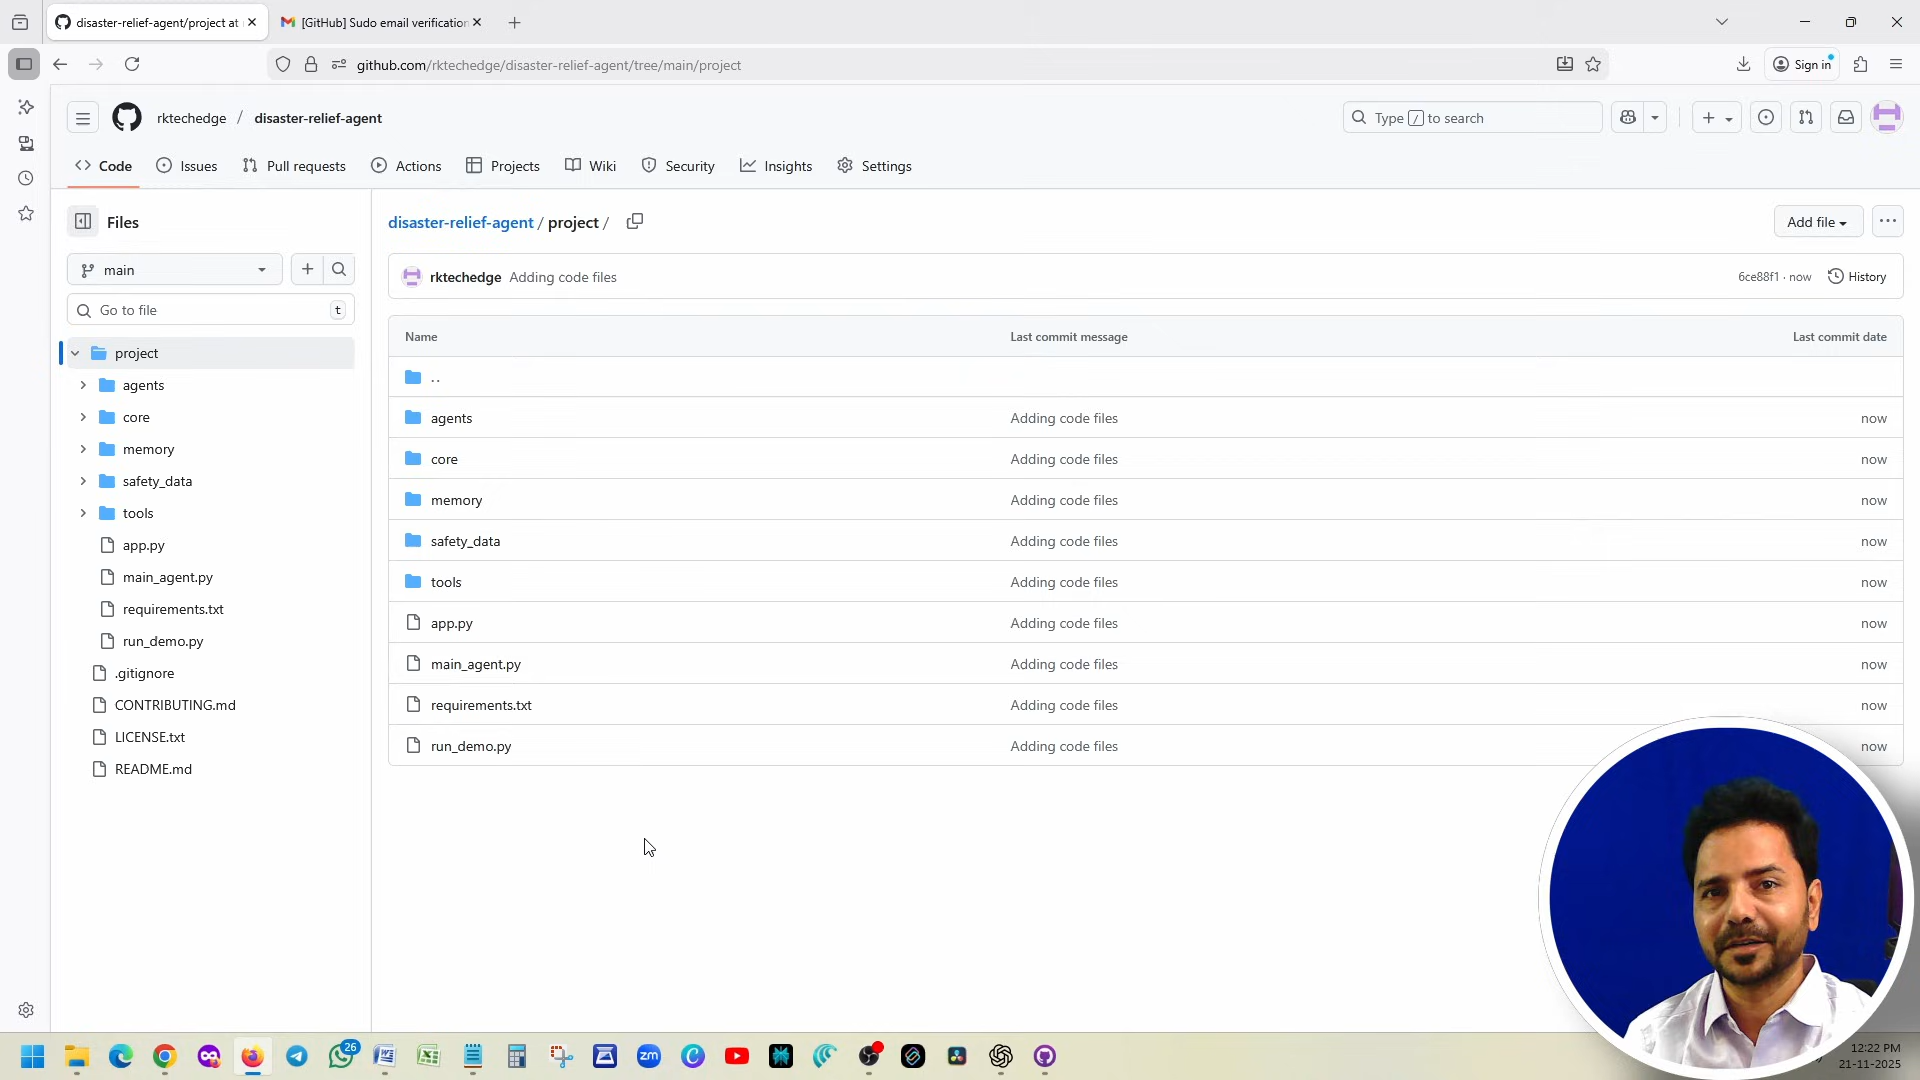 disaster-relief-agent/project at
[GitHub] Sudo email verification
github.com/rktechedge/disaster-relief-agent/tree/main/project
Sign in
rktechedge / disaster-relief-agent
Type / to search
Code
Issues
Pull requests
Actions
Projects
Wiki
Security
Insights
Settings
Files
main
Go to file
t
project
agents
core
memory
safety_data
tools
app.py
main_agent.py
requirements.txt
run_demo.py
.gitignore
CONTRIBUTING.md
LICENSE.txt
README.md
disaster-relief-agent / project /
Add file
rktechedge Adding code files
6ce88f1 · now
History
Name Last commit message Last commit date
..
agents Adding code files now
core Adding code files now
memory Adding code files now
safety_data Adding code files now
tools Adding code files now
app.py Adding code files now
main_agent.py Adding code files now
requirements.txt Adding code files now
run_demo.py Adding code files now
26
zm
12:22 PM
21-11-2025